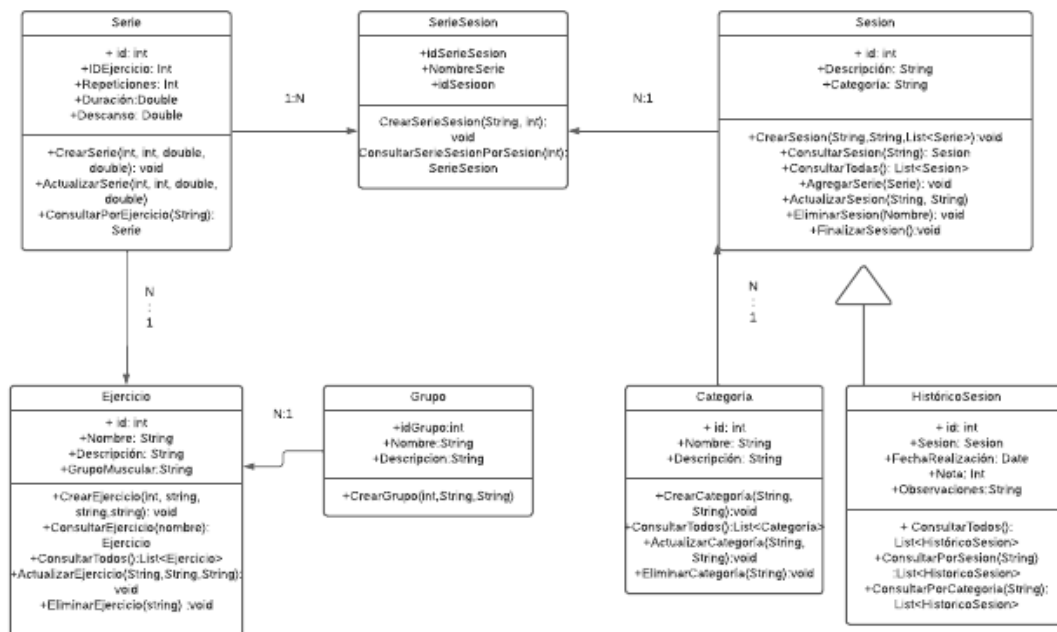 Serie
+ id: int
+IDEjercicio: Int
+Repeticiones: Int
+Duración:Double
+Descanso: Double
+CrearSerie(int, int, double,
double): void
+ActualizarSerie(int, int, double,
double)
+ConsultarPorEjercicio(String):
Serie
1:N
SerieSesion
+idSerieSesion
+NombreSerie
+idSesioon
CrearSerieSesion(String, int):
void
ConsultarSerieSesionPorSesion(int):
SerieSesion
N:1
Sesion
+ id: int
+Descripción: String
+Categoría: String
+CrearSesion(String,String,List<Serie>):void
+ConsultarSesion(String): Sesion
+ConsultarTodas(): List<Sesion>
+AgregarSerie(Serie): void
+ActualizarSesion(String, String)
+EliminarSesion(Nombre): void
+FinalizarSesion():void
N
:
1
N
:
1
Ejercicio
+ id: int
+Nombre: String
+Descripción: String
+GrupoMuscular:String
+CrearEjercicio(int, string,
string,string): void
+ConsultarEjercicio(nombre):
Ejercicio
+ConsultarTodos():List<Ejercicio>
+ActualizarEjercicio(String,String,String):
void
+EliminarEjercicio(string) :void
N:1
Grupo
+idGrupo:int
+Nombre:String
+Descripcion:String
+CrearGrupo(int,String,String)
Categoría
+ id: int
+Nombre: String
+Descripción: String
+CrearCategoría(String,
String):void
+ConsultarTodos():List<Categoría>
+ActualizarCategoría(String,
String):void
+EliminarCategoría(String):void
HistóricoSesion
+ id: int
+Sesion: Sesion
+FechaRealización: Date
+Nota: Int
+Observaciones:String
+ ConsultarTodos():
List<HistóricoSesion>
+ConsultarPorSesion(String)
:List<HistoricoSesion>
+ConsultarPorCategoria(String):
List<HistoricoSesion>